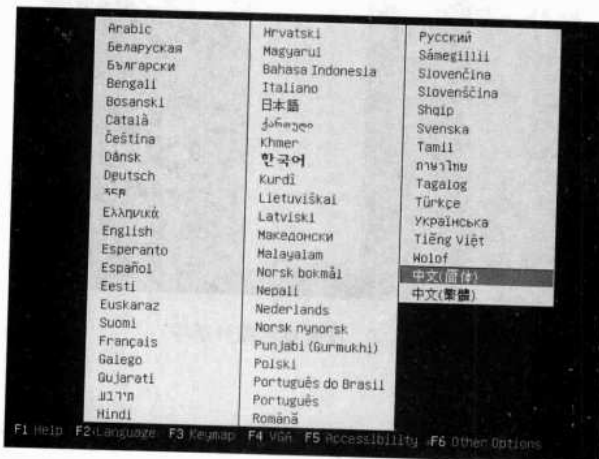 Arabic
Беларуская
Български
Bengali
Bosanski
Català
Čeština
Dansk
Deutsch
Ελληνικά
English
Esperanto
Español
Eesti
Euskaraz
Suomi
Français
Galego
Gujarati
עברית
Hindi
Hrvatski
Magyarul
Bahasa Indonesia
Italiano
日本語
ქართული
Khmer
한국어
Kurdî
Lietuviškai
Latviski
Македонски
Malayalam
Norsk bokmål
Nepali
Nederlands
Norsk nynorsk
Punjabi (Gurmukhi)
Polski
Português do Brasil
Português
Română
Русский
Sámegillii
Slovenčina
Slovenščina
Shqip
Svenska
Tamil
ภาษาไทย
Tagalog
Türkçe
Українська
Tiếng Việt
Wolof
中文(简体)
中文(繁體)
F1 Help F2 Language F3 Keymap F4 VGA F5 Accessibility F6 Other Options